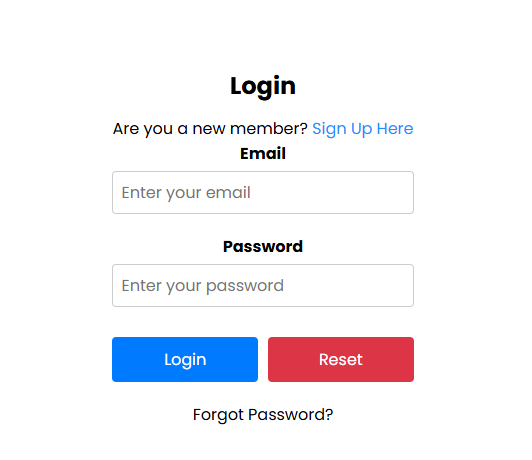 Login
Are you a new member? Sign Up Here
Email
Enter your email
Password
Enter your password
Login Reset
Forgot Password?